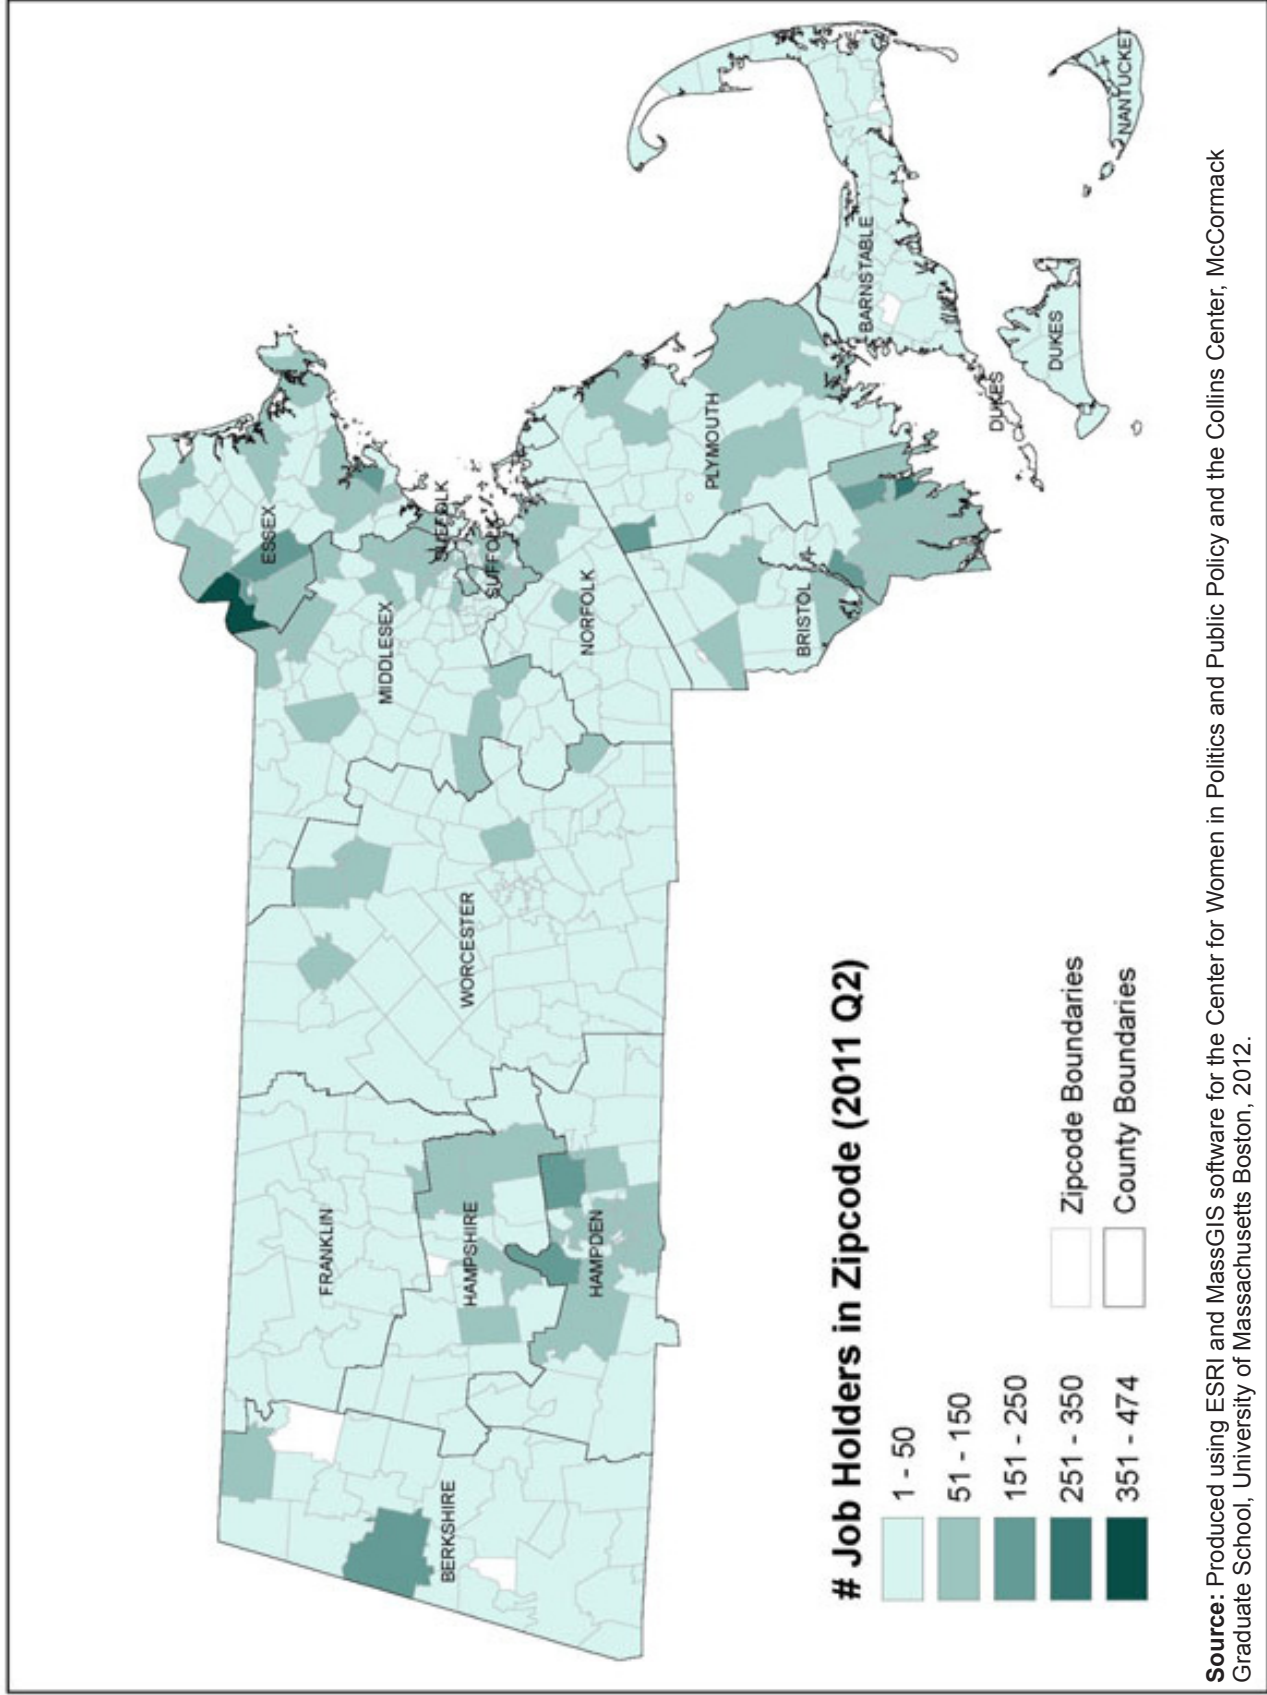 ESSEX
MIDDLESEX
SUFFOLK
SUFFOLK
NORFOLK
PLYMOUTH
BRISTOL
BARNSTABLE
DUKES
DUKES
NANTUCKET
WORCESTER
FRANKLIN
HAMPSHIRE
HAMPDEN
BERKSHIRE
# Job Holders in Zipcode (2011 Q2)
1 - 50
51 - 150
151 - 250
251 - 350
351 - 474
Zipcode Boundaries
County Boundaries
Source: Produced using ESRI and MassGIS software for the Center for Women in Politics and Public Policy and the Collins Center, McCormack
Graduate School, University of Massachusetts Boston, 2012.